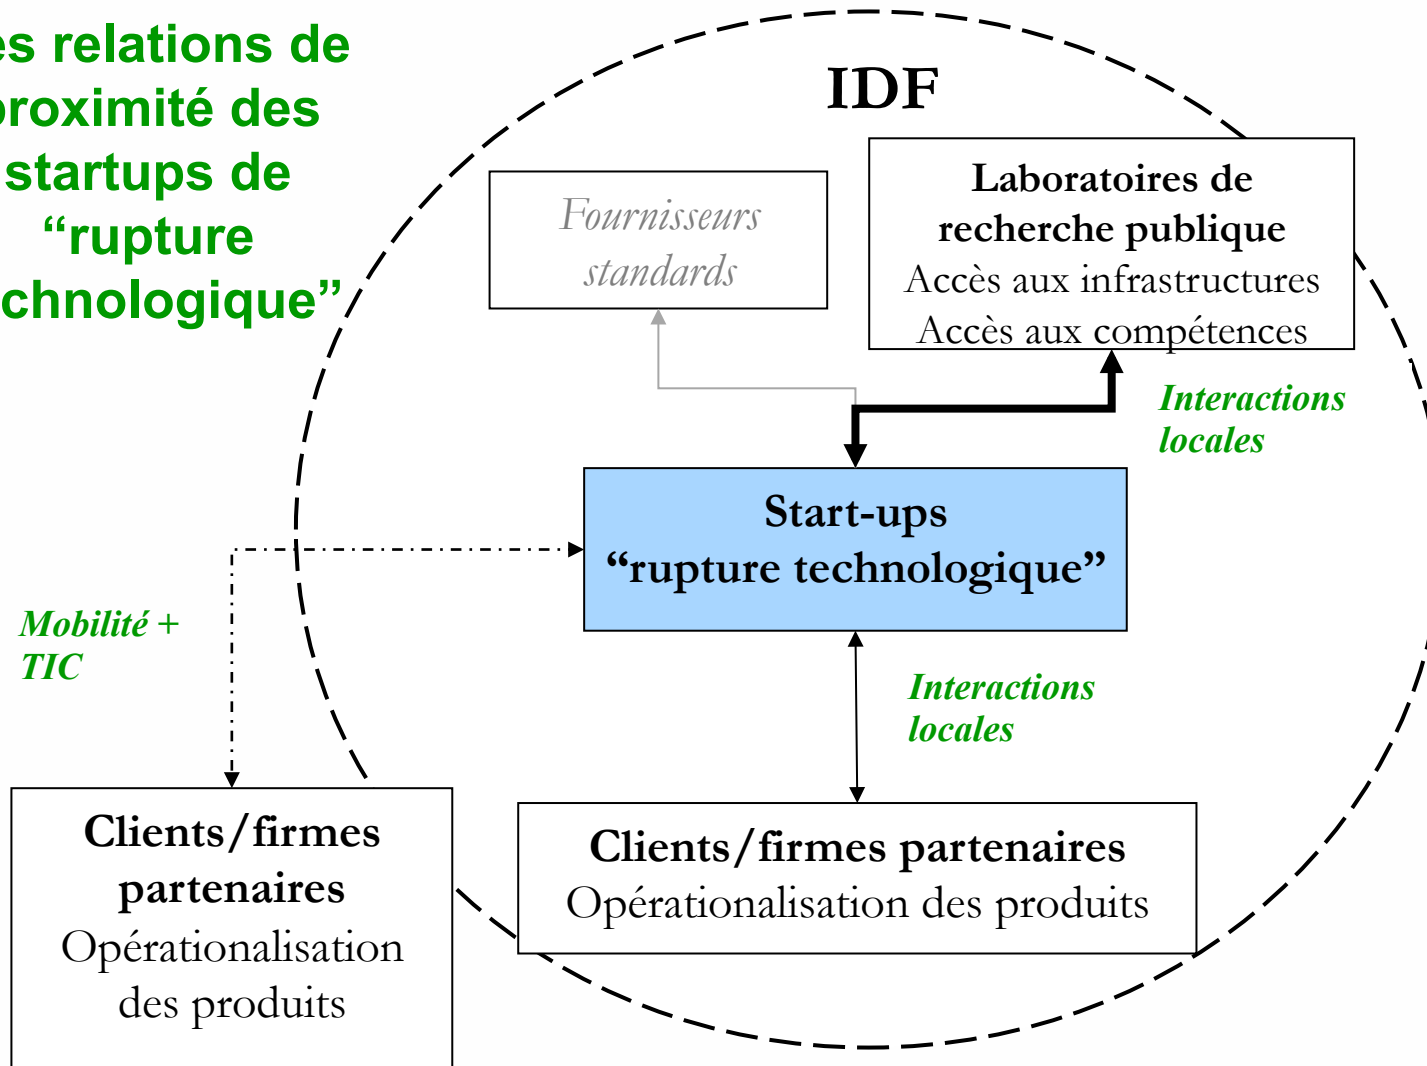 es relations de
proximité des
startups de
“rupture
chnologique”
IDF
Fournisseurs
standards
Laboratoires de
recherche publique
Accès aux infrastructures
Accès aux compétences
Interactions
locales
Start-ups
“rupture technologique”
Mobilité +
TIC
Interactions
locales
Clients/firmes
partenaires
Opérationalisation
des produits
Clients/firmes partenaires
Opérationalisation des produits